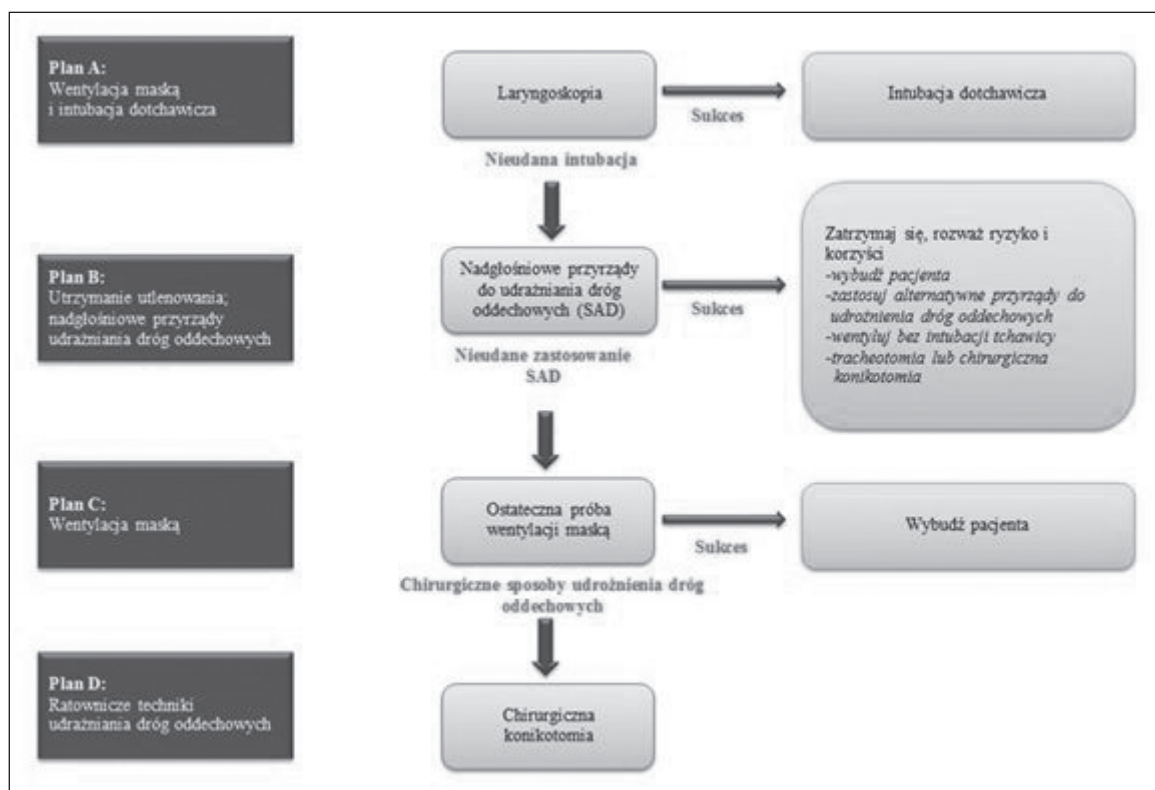 Plan A:
Wentylacja maską
i intubacja dotchawicza
Laryngoskopia
Sukces
Intubacja dotchawicza
Nieudana intubacja
Plan B:
Utrzymanie utlenowania;
nadgłośniowe przyrządy
udrażniania dróg oddechowych
Nadgłośniowe przyrządy
do udrażniania dróg
oddechowych (SAD)
Sukces
Zatrzymaj się, rozważ ryzyko i
korzyści
-wybudź pacjenta
-zastosuj alternatywne przyrządy do
udrożnienia dróg oddechowych
-wentyluj bez intubacji tchawicy
-tracheotomia lub chirurgiczna
konikotomia
Nieudane zastosowanie
SAD
Plan C:
Wentylacja maską
Ostateczna próba
wentylacji maską
Sukces
Wybudź pacjenta
Chirurgiczne sposoby udrożnienia dróg
oddechowych
Plan D:
Ratownicze techniki
udrażniania dróg oddechowych
Chirurgiczna
konikotomia